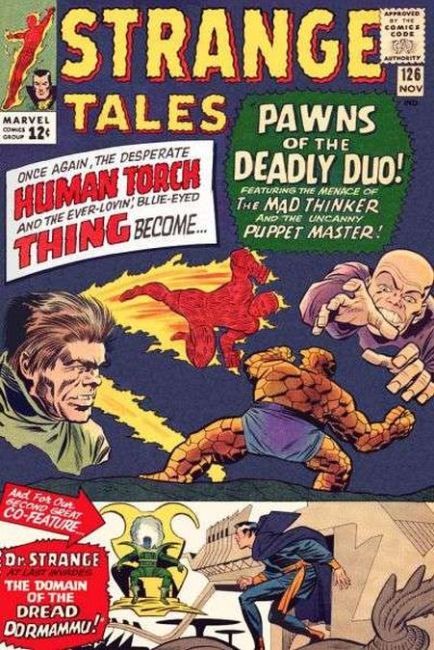 STRANGE
TALES
APPROVED
BY THE
COMICS
CODE
AUTHORITY
126
NOV
IND.
MARVEL
COMICS
GROUP
12¢
ONCE AGAIN, THE DESPERATE
HUMAN TORCH
AND THE EVER-LOVIN', BLUE-EYED
THING BECOME...
PAWNS
OF THE
DEADLY DUO!
FEATURING THE MENACE OF
THE MAD THINKER
AND THE UNCANNY
PUPPET MASTER!
And For Our
SECOND GREAT
CO-FEATURE...
DR. STRANGE
AT LAST INVADES
THE DOMAIN OF
THE DREAD
DORMAMMU!"